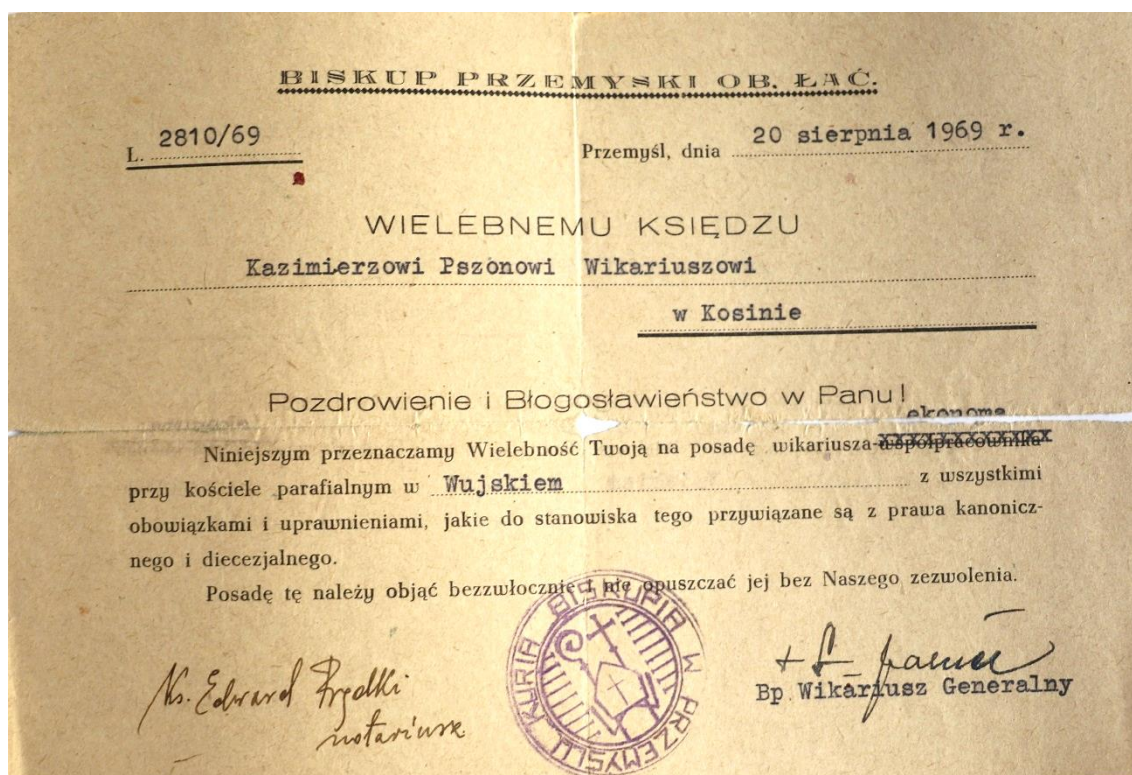 BISKUP PRZEMYSKI OB. ŁAĆ.
L. 2810/69
Przemyśl, dnia 20 sierpnia 1969 r.
WIELEBNEMU KSIĘDZU
Kazimierzowi Pszonowi Wikariuszowi
w Kosinie
Pozdrowienie i Błogosławieństwo w Panu!
ekonoma
Niniejszym przeznaczamy Wielebność Twoją na posadę wikariusza-współpracownika
przy kościele parafialnym w Wujskiem z wszystkimi
obowiązkami i uprawnieniami, jakie do stanowiska tego przywiązane są z prawa kanonicz-
nego i diecezjalnego.
Posadę tę należy objąć bezzwłocznie i nie opuszczać jej bez Naszego zezwolenia.
KURIA BISKUPIA W PRZEMYŚLU
Ks. Edward
notariusz
Bp Wikariusz Generalny